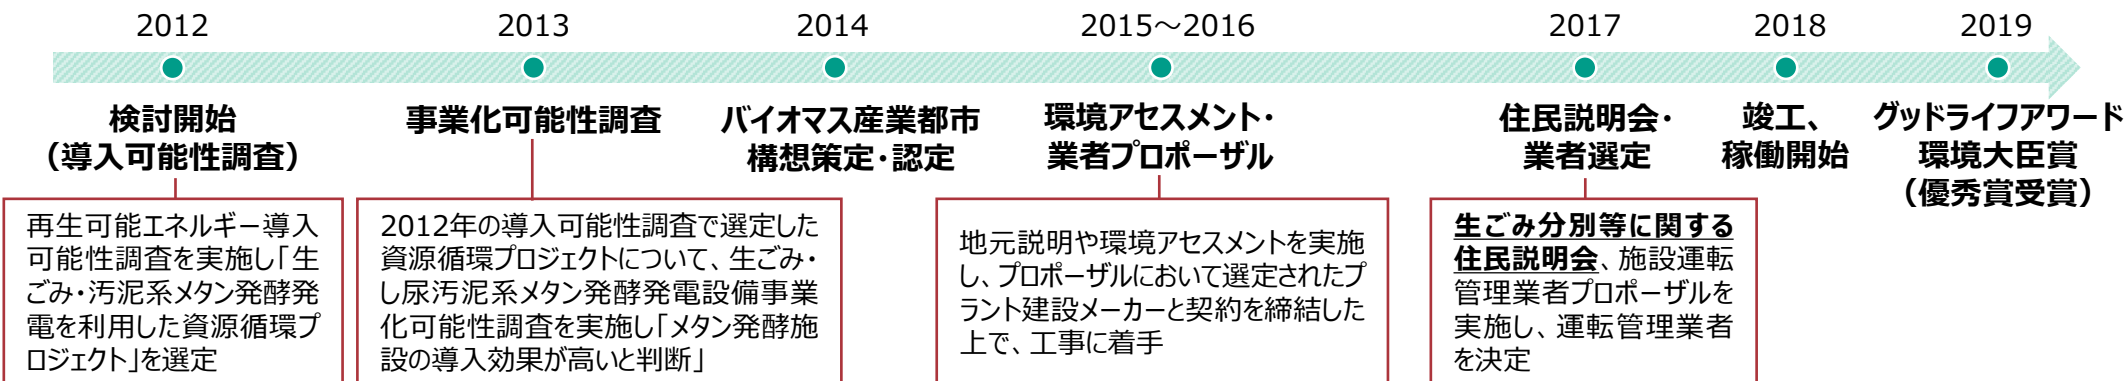 2012
2013
2014
2015～2016
2017
2018
2019
検討開始
（導入可能性調査）
事業化可能性調査
バイオマス産業都市
構想策定・認定
環境アセスメント・
業者プロポーザル
住民説明会・
業者選定
竣工、
稼働開始
グッドライフアワード
環境大臣賞
（優秀賞受賞）
再生可能エネルギー導入
可能性調査を実施し「生
ごみ・汚泥系メタン発酵発
電を利用した資源循環プ
ロジェクト」を選定
2012年の導入可能性調査で選定した
資源循環プロジェクトについて、生ごみ・
し尿汚泥系メタン発酵発電設備事業
化可能性調査を実施し「メタン発酵施
設の導入効果が高いと判断」
地元説明や環境アセスメントを実施
し、プロポーザルにおいて選定されたプ
ラント建設メーカーと契約を締結した
上で、工事に着手
生ごみ分別等に関する
住民説明会、施設運転
管理業者プロポーザルを
実施し、運転管理業者
を決定